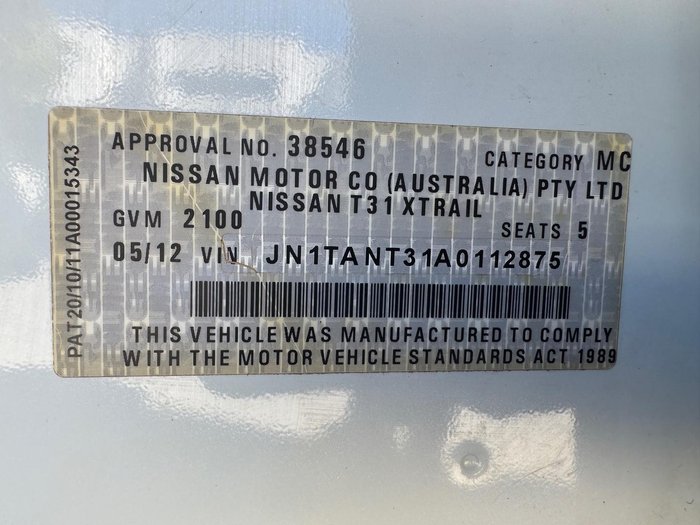 APPROVAL NO. 38546 CATEGORY MC
NISSAN MOTOR CO (AUSTRALIA) PTY LTD
NISSAN T31 XTRAIL
GVM 2100 SEATS 5
05/12 VIN JN1TANT31A0112875
THIS VEHICLE WAS MANUFACTURED TO COMPLY
WITH THE MOTOR VEHICLE STANDARDS ACT 1989
PAT20/10/11A00015343